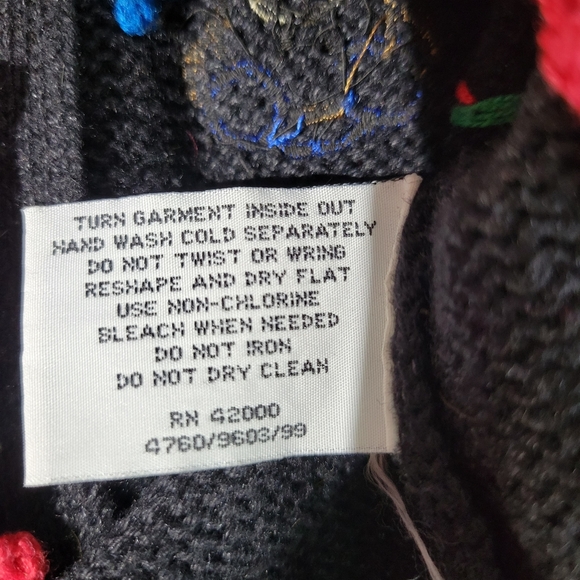 TURN GARMENT INSIDE OUT
HAND WASH COLD SEPARATELY
DO NOT TWIST OR WRING
RESHAPE AND DRY FLAT
USE NON-CHLORINE
BLEACH WHEN NEEDED
DO NOT IRON
DO NOT DRY CLEAN
RN 42000
4760/9603/99